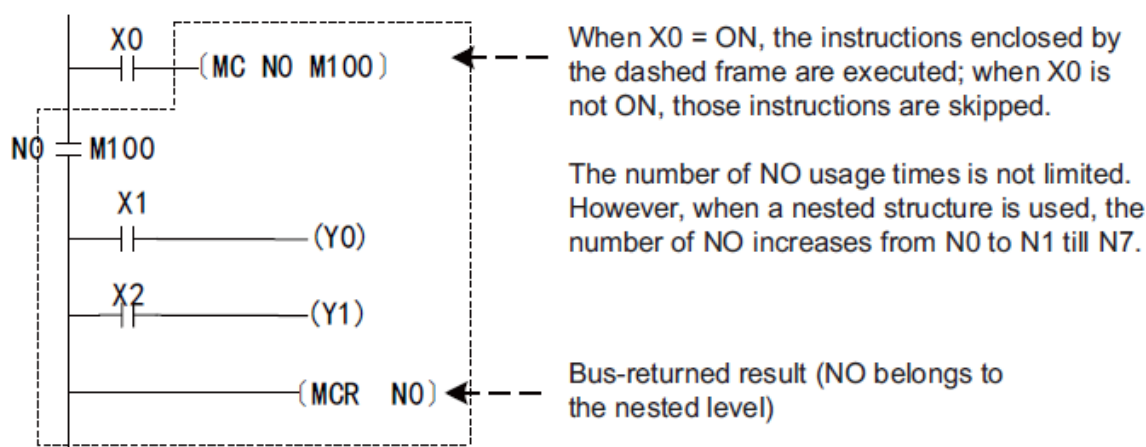 X0
(MC N0 M100)
When X0 = ON, the instructions enclosed by
the dashed frame are executed; when X0 is
not ON, those instructions are skipped.
N0 M100
The number of NO usage times is not limited.
However, when a nested structure is used, the
number of NO increases from N0 to N1 till N7.
X1
(Y0)
X2
(Y1)
(MCR N0)
Bus-returned result (NO belongs to
the nested level)